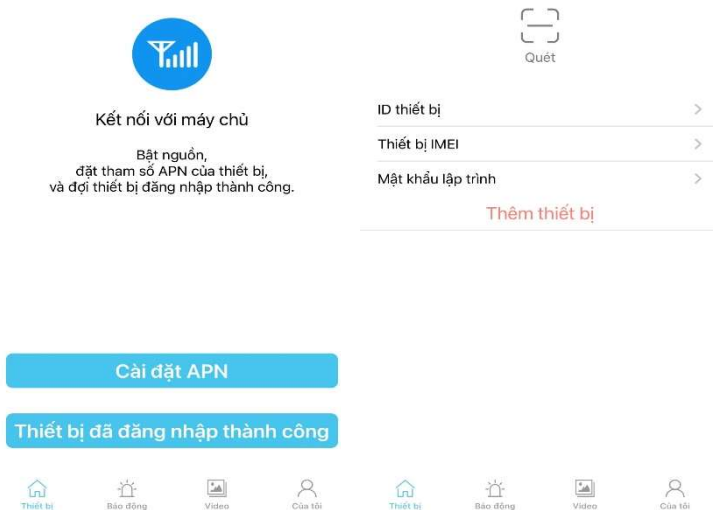 Kết nối với máy chủ
Bật nguồn,
đặt tham số APN của thiết bị,
và đợi thiết bị đăng nhập thành công.
Cài đặt APN
Thiết bị đã đăng nhập thành công
Thiết bị
Báo động
Video
Của tôi
Quét
ID thiết bị
Thiết bị IMEI
Mật khẩu lập trình
Thêm thiết bị
Thiết bị
Báo động
Video
Của tôi